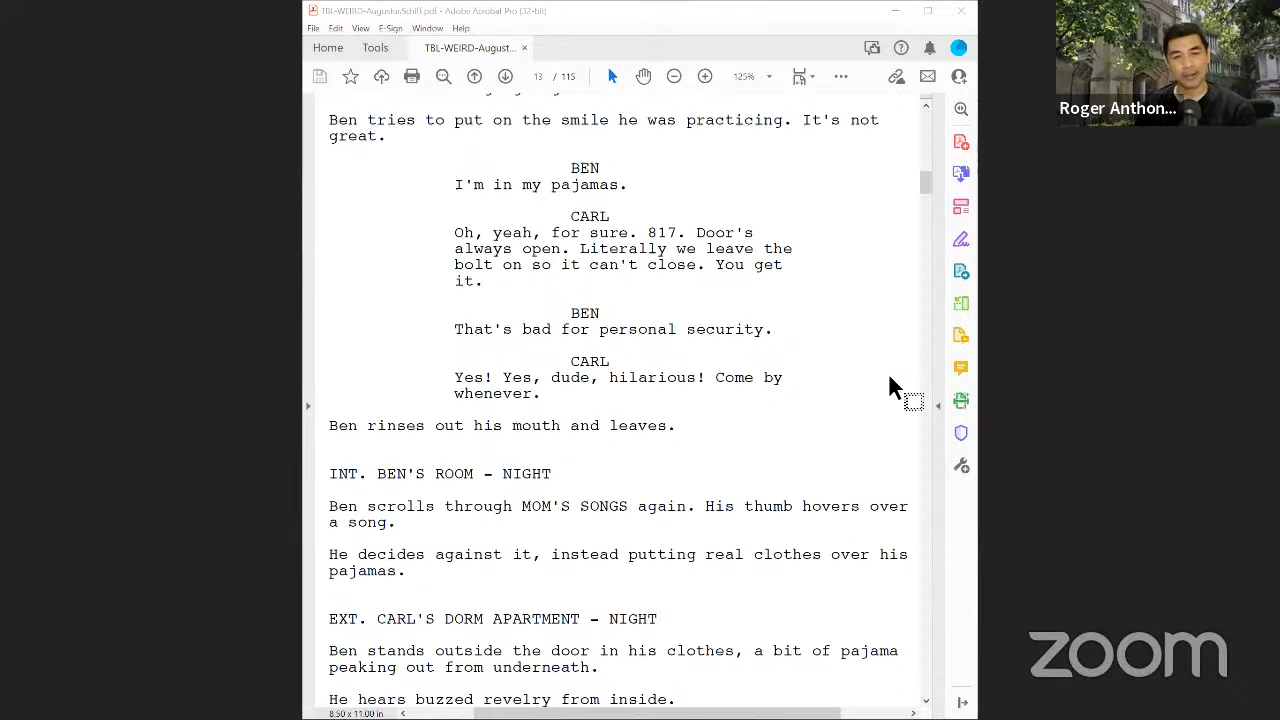 TBL-WEIRD-AugustusSchiff.pdf - Adobe Acrobat Pro (32-bit)
File Edit View E-Sign Window Help
Home Tools TBL-WEIRD-August... ×
13 / 115 125%
Roger Anthon...
Ben tries to put on the smile he was practicing. It's not
great.
BEN
I'm in my pajamas.
CARL
Oh, yeah, for sure. 817. Door's
always open. Literally we leave the
bolt on so it can't close. You get
it.
BEN
That's bad for personal security.
CARL
Yes! Yes, dude, hilarious! Come by
whenever.
Ben rinses out his mouth and leaves.
INT. BEN'S ROOM - NIGHT
Ben scrolls through MOM'S SONGS again. His thumb hovers over
a song.
He decides against it, instead putting real clothes over his
pajamas.
EXT. CARL'S DORM APARTMENT - NIGHT
Ben stands outside the door in his clothes, a bit of pajama
peaking out from underneath.
He hears buzzed revelry from inside.
8.50 x 11.00 in
zoom